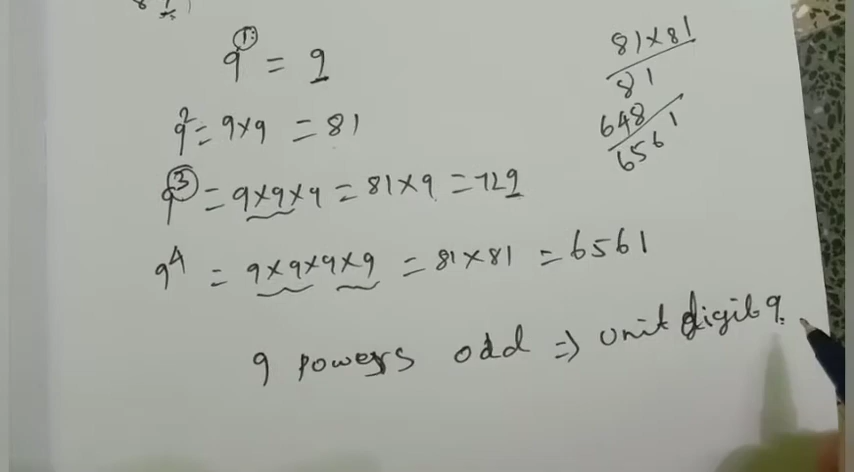 9¹ = 9
9² = 9×9 = 81
9³ = 9×9×9 = 81×9 = 729
9⁴ = 9×9×9×9 = 81×81 = 6561
9 powers odd => unit digit 9.
81×81
81
648
6561